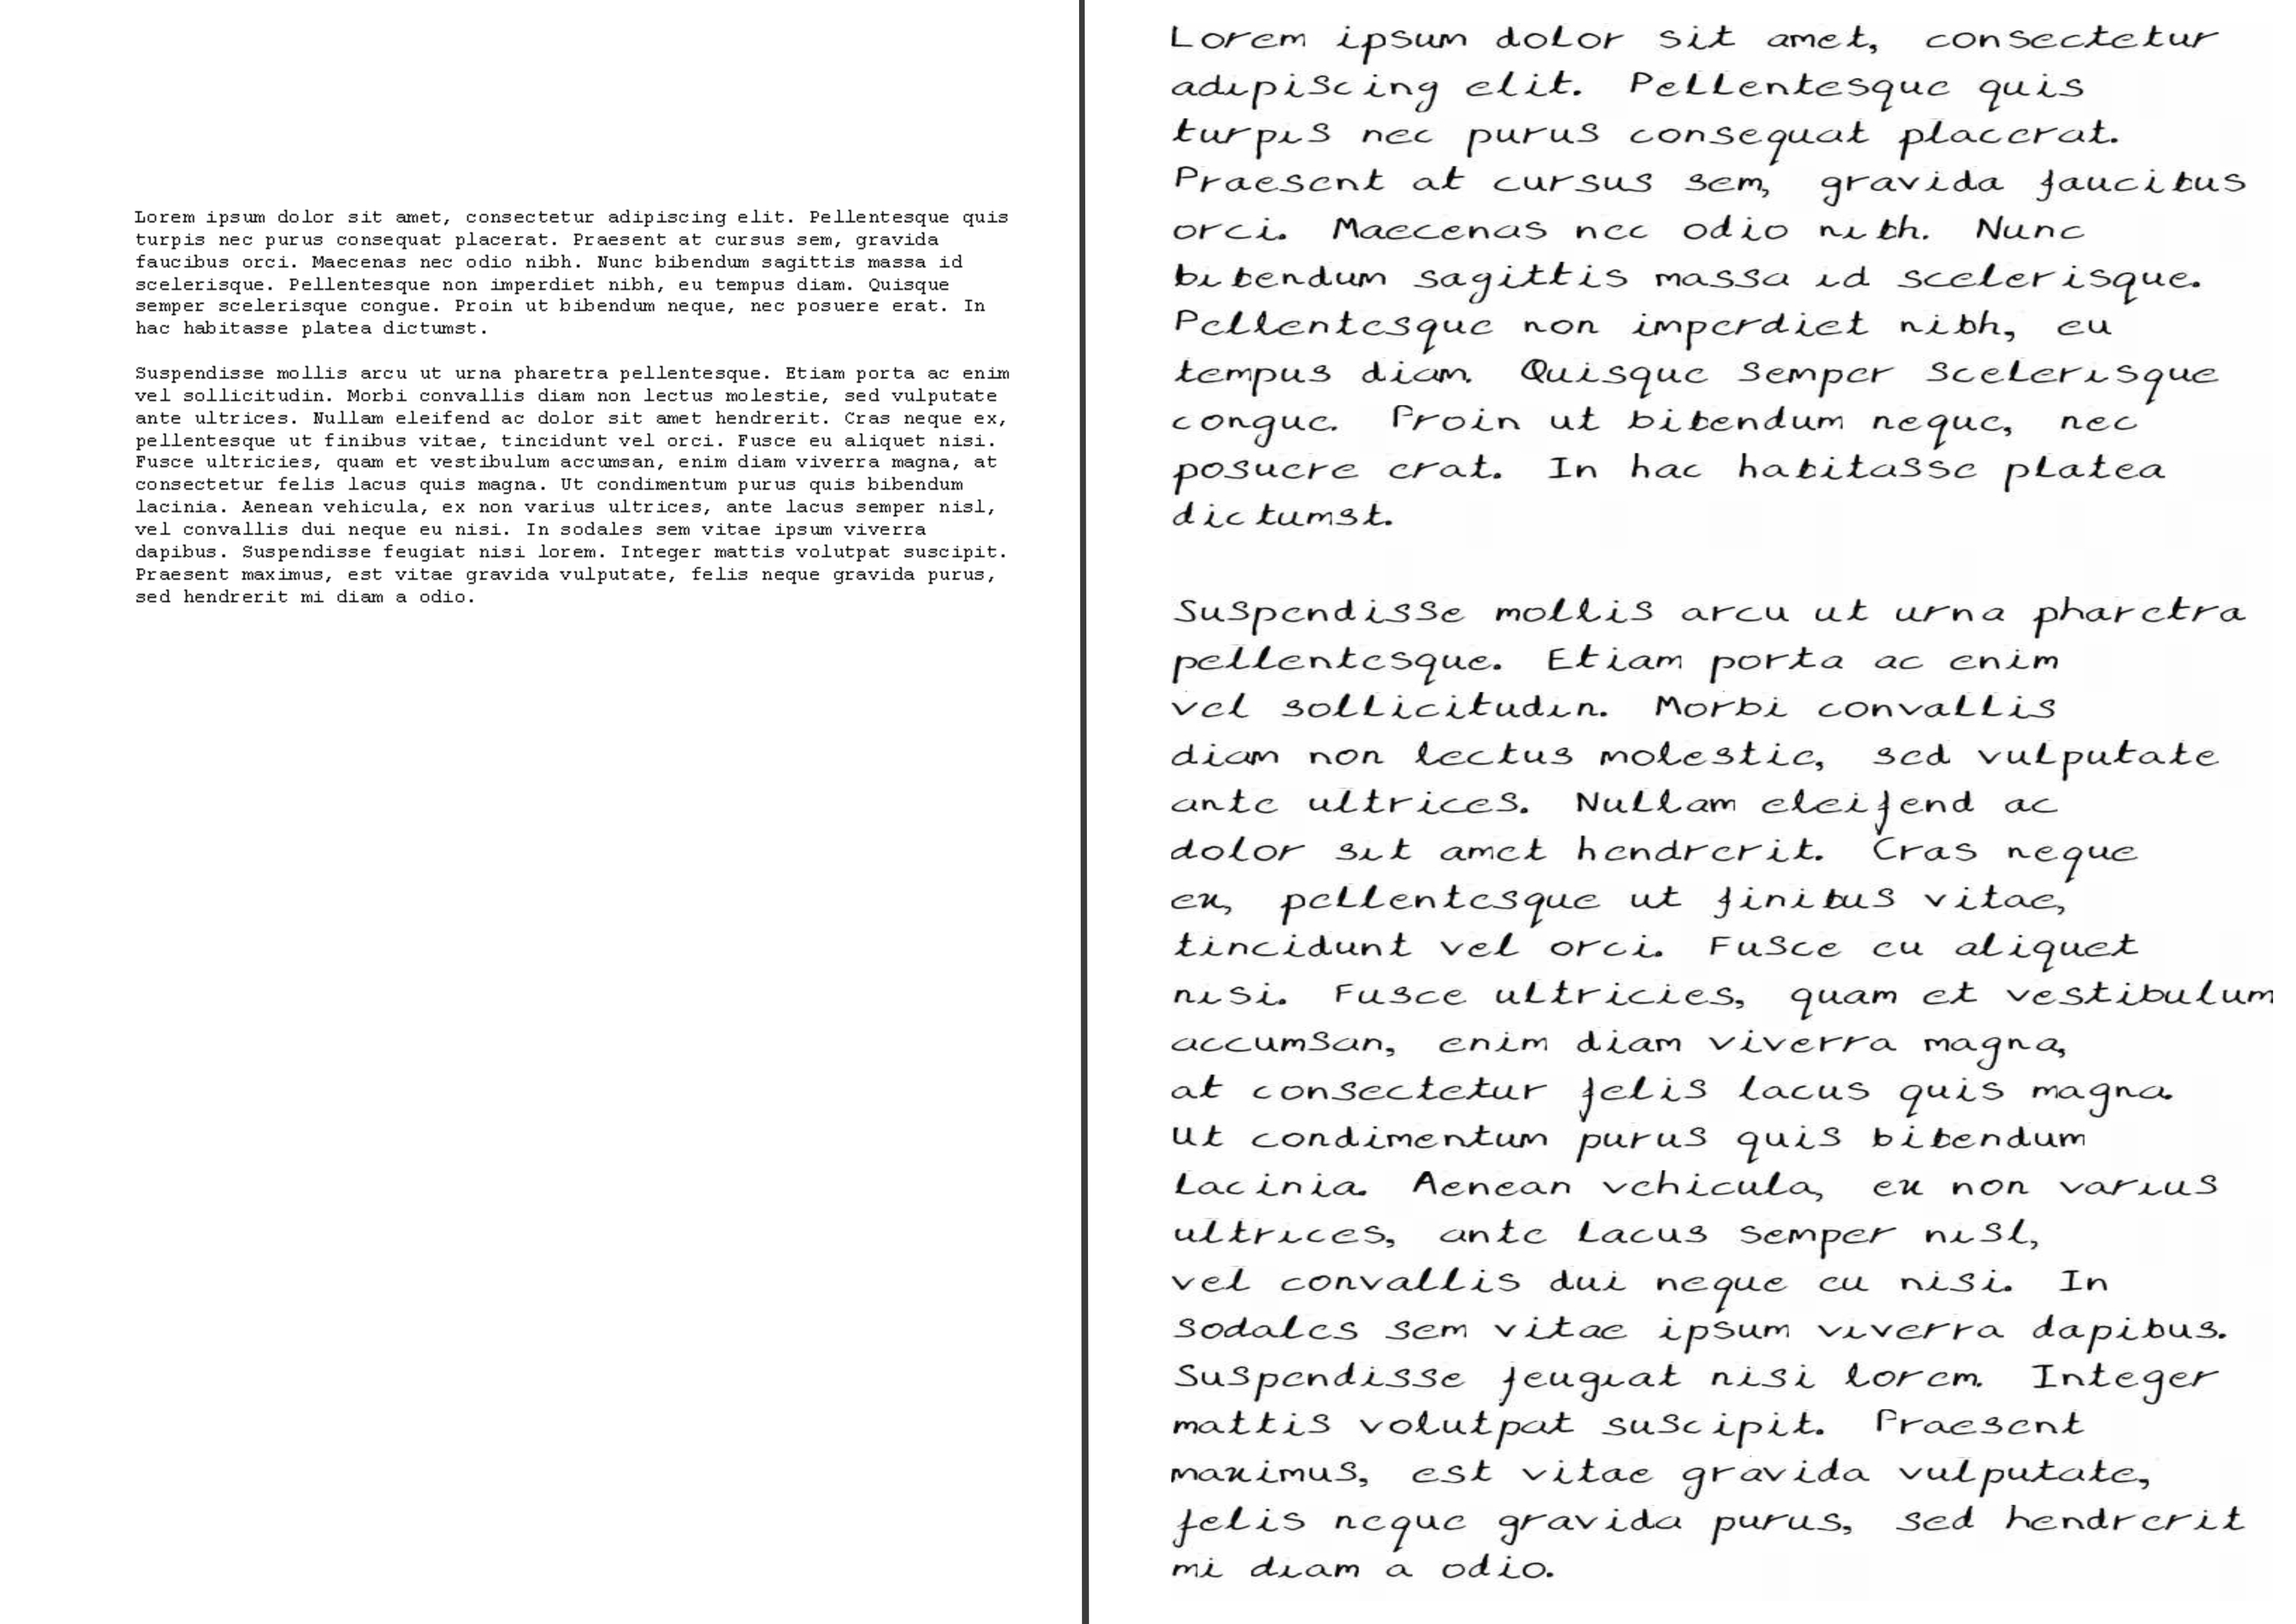 Lorem ipsum dolor sit amet, consectetur adipiscing elit. Pellentesque quis
turpis nec purus consequat placerat. Praesent at cursus sem, gravida
faucibus orci. Maecenas nec odio nibh. Nunc bibendum sagittis massa id
scelerisque. Pellentesque non imperdiet nibh, eu tempus diam. Quisque
semper scelerisque congue. Proin ut bibendum neque, nec posuere erat. In
hac habitasse platea dictumst.

Suspendisse mollis arcu ut urna pharetra pellentesque. Etiam porta ac enim
vel sollicitudin. Morbi convallis diam non lectus molestie, sed vulputate
ante ultrices. Nullam eleifend ac dolor sit amet hendrerit. Cras neque ex,
pellentesque ut finibus vitae, tincidunt vel orci. Fusce eu aliquet nisi.
Fusce ultricies, quam et vestibulum accumsan, enim diam viverra magna, at
consectetur felis lacus quis magna. Ut condimentum purus quis bibendum
lacinia. Aenean vehicula, ex non varius ultrices, ante lacus semper nisl,
vel convallis dui neque eu nisi. In sodales sem vitae ipsum viverra
dapibus. Suspendisse feugiat nisi lorem. Integer mattis volutpat suscipit.
Praesent maximus, est vitae gravida vulputate, felis neque gravida purus,
sed hendrerit mi diam a odio.

Lorem ipsum dolor sit amet, consectetur
adipiscing elit. Pellentesque quis
turpis nec purus consequat placerat.
Praesent at cursus sem, gravida faucibus
orci. Maecenas nec odio nibh. Nunc
bibendum sagittis massa id scelerisque.
Pellentesque non imperdiet nibh, eu
tempus diam. Quisque semper scelerisque
congue. Proin ut bibendum neque, nec
posuere erat. In hac habitasse platea
dictumst.

Suspendisse mollis arcu ut urna pharetra
pellentesque. Etiam porta ac enim
vel sollicitudin. Morbi convallis
diam non lectus molestie, sed vulputate
ante ultrices. Nullam eleifend ac
dolor sit amet hendrerit. Cras neque
ex, pellentesque ut finibus vitae,
tincidunt vel orci. Fusce eu aliquet
nisi. Fusce ultricies, quam et vestibulum
accumsan, enim diam viverra magna,
at consectetur felis lacus quis magna.
Ut condimentum purus quis bibendum
lacinia. Aenean vehicula, ex non varius
ultrices, ante lacus semper nisl,
vel convallis dui neque eu nisi. In
sodales sem vitae ipsum viverra dapibus.
Suspendisse feugiat nisi lorem. Integer
mattis volutpat suscipit. Praesent
maximus, est vitae gravida vulputate,
felis neque gravida purus, sed hendrerit
mi diam a odio.